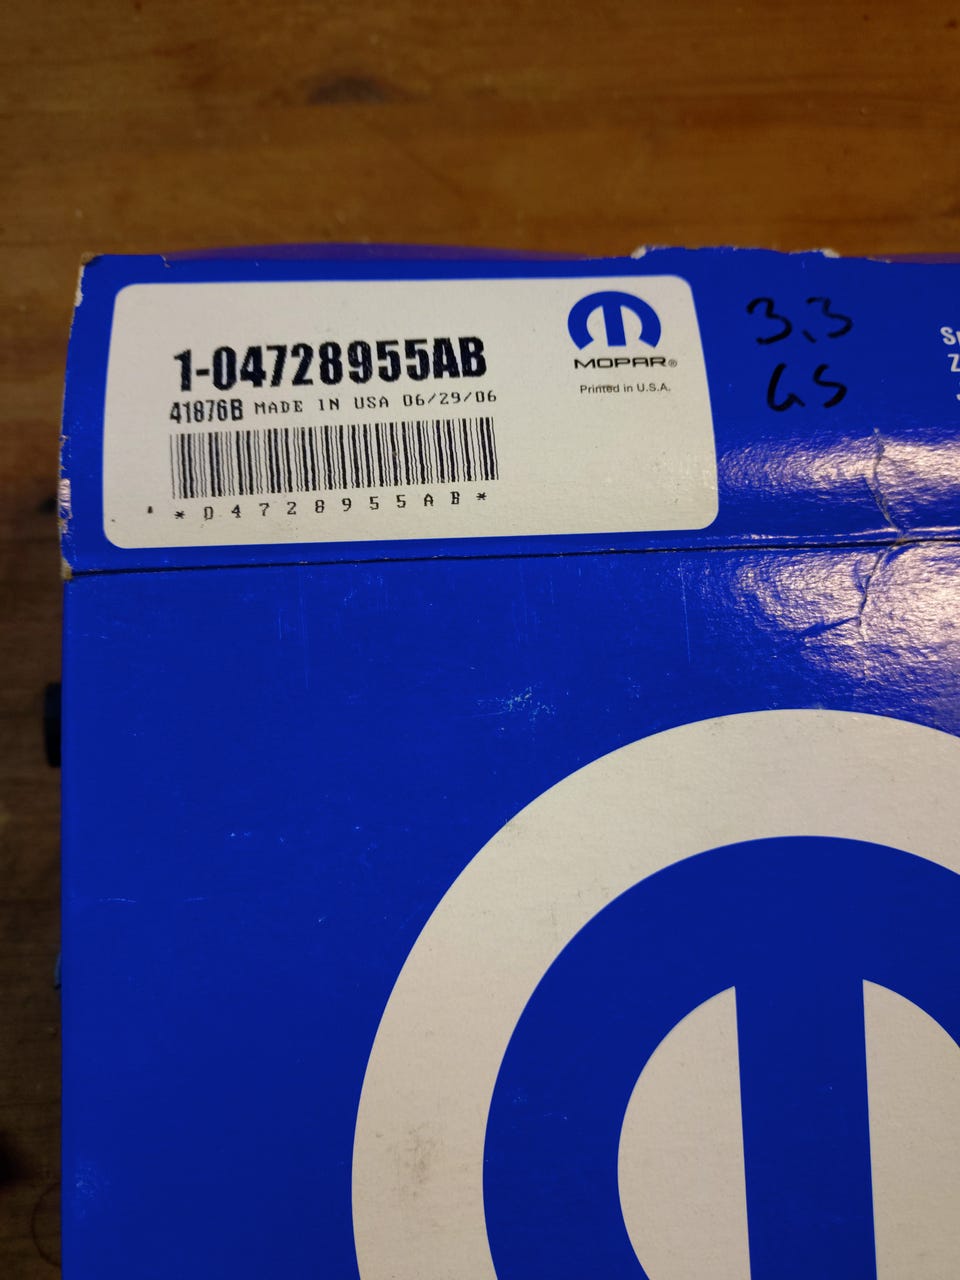 1-04728955AB
41876B MADE IN USA 06/29/06
*04728955AB*
MOPAR®
Printed in U.S.A.
3.3
GS